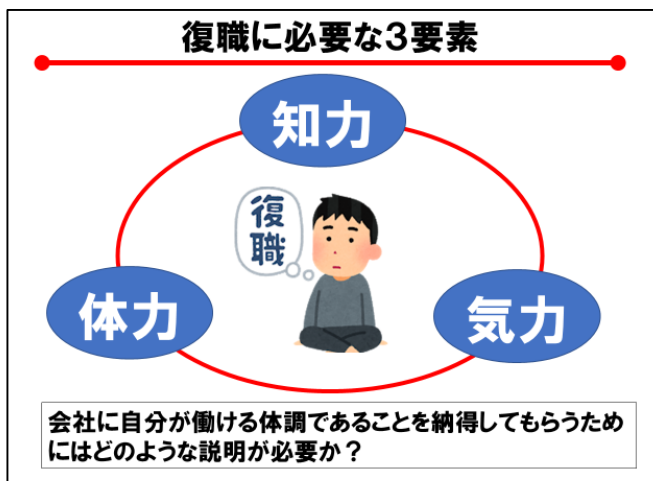 復職に必要な3要素
知力
復職
体力
気力
会社に自分が働ける体調であることを納得してもらうため
にはどのような説明が必要か？